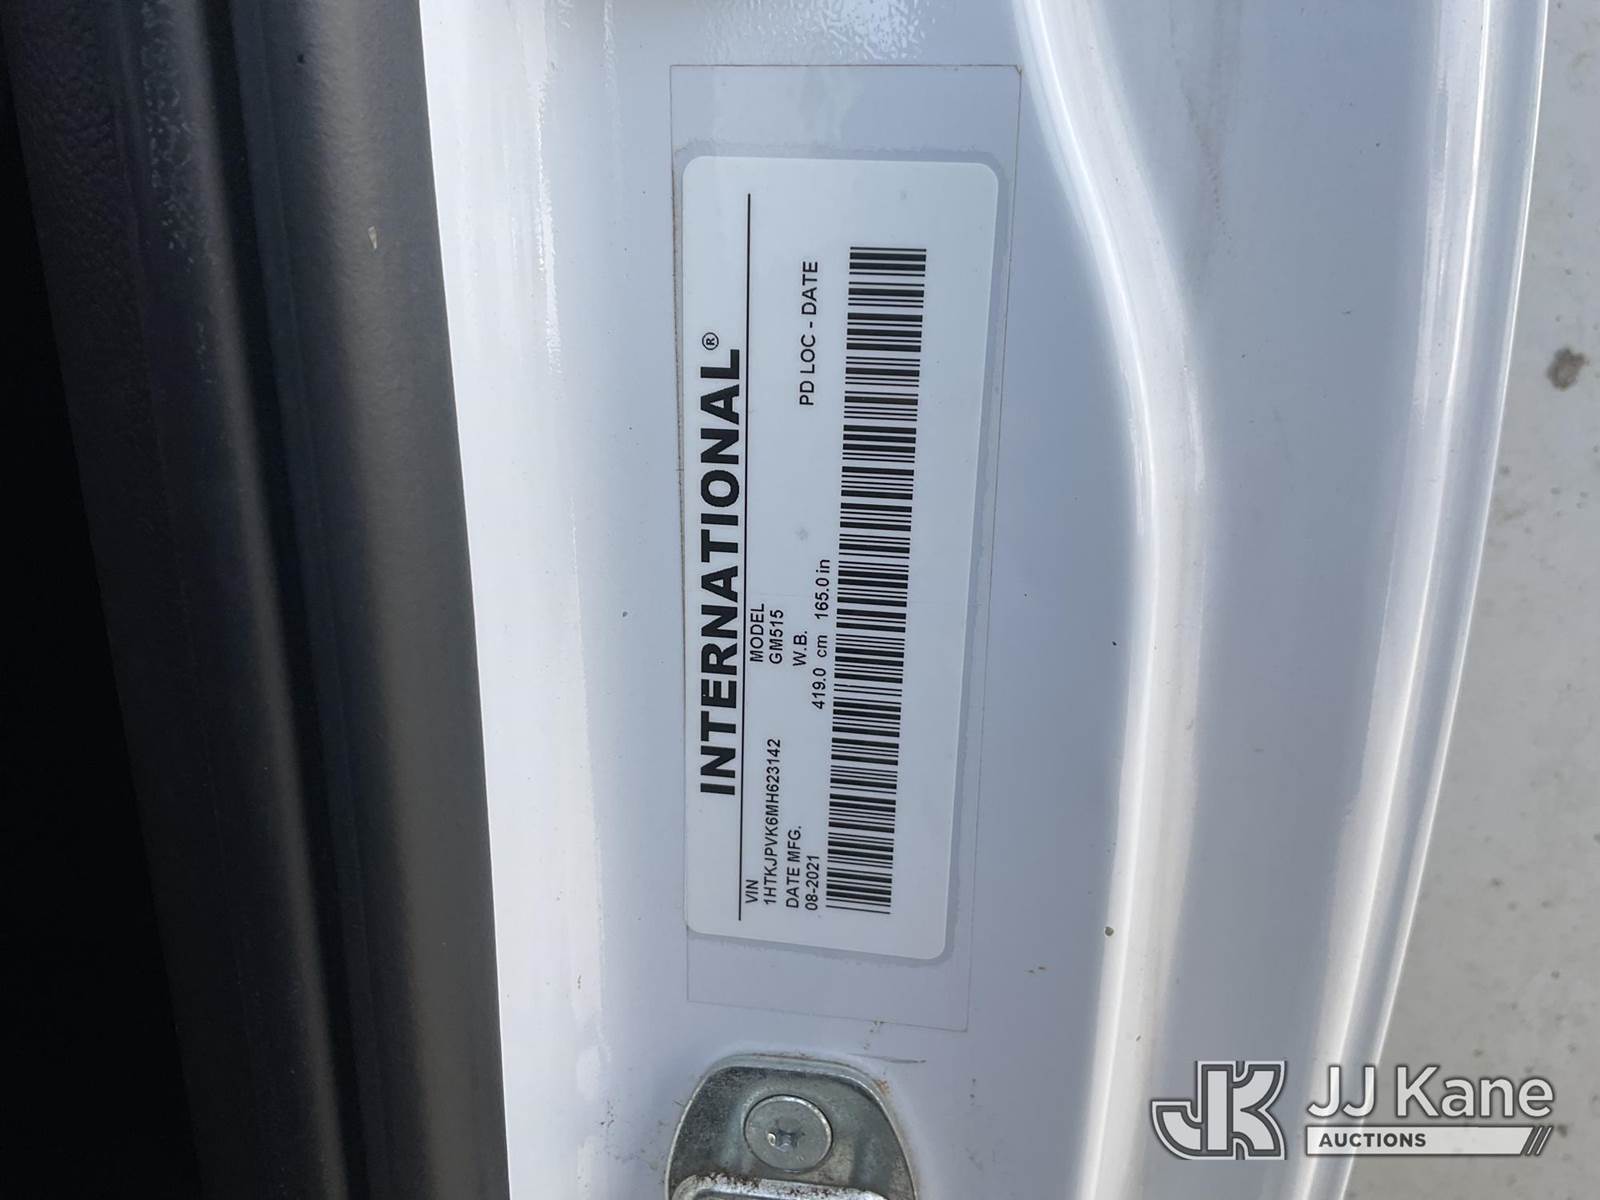 INTERNATIONAL®
VIN MODEL
1HTKJPVK6MH623142 GM515
DATE MFG. W.B. PD LOC - DATE
08-2021 419.0 cm 165.0 in
JK JJ Kane
AUCTIONS